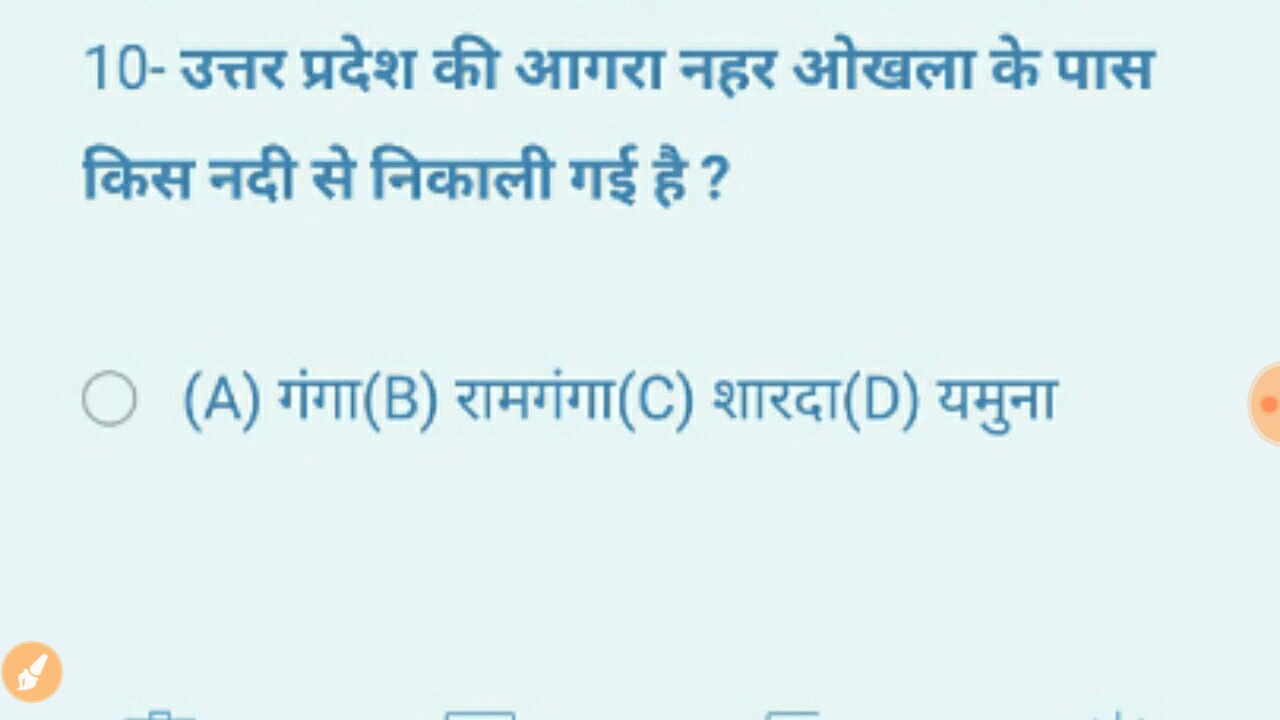 10- उत्तर प्रदेश की आगरा नहर ओखला के पास
किस नदी से निकाली गई है ?
(A) गंगा(B) रामगंगा(C) शारदा(D) यमुना